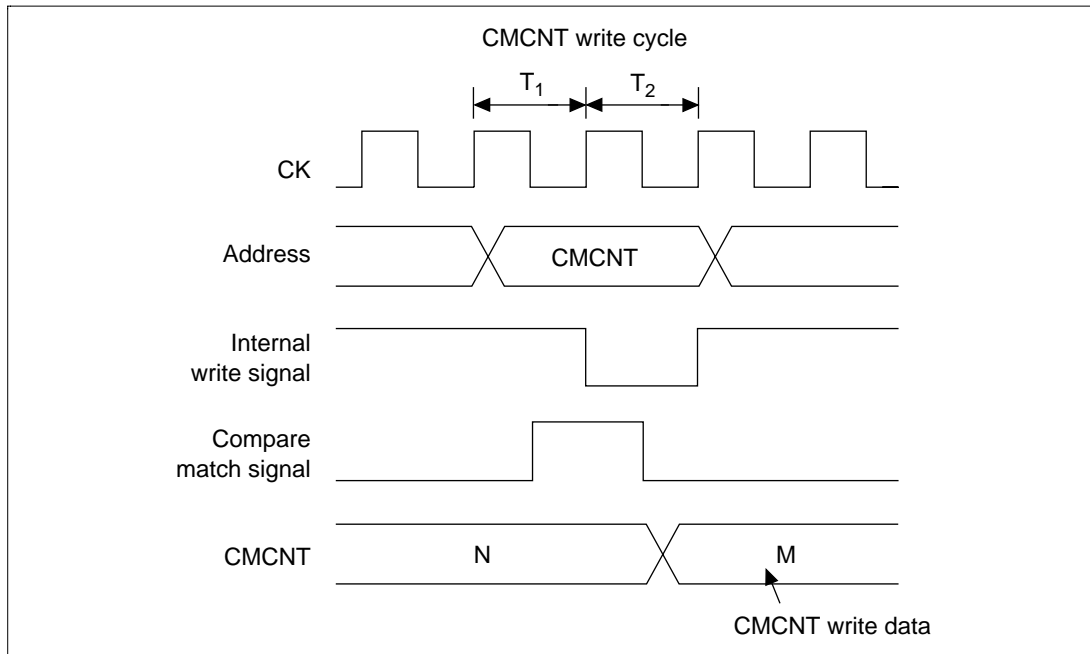 CMCNT write cycle
T1 T2
CK
Address
CMCNT
Internal
write signal
Compare
match signal
CMCNT
N
M
CMCNT write data